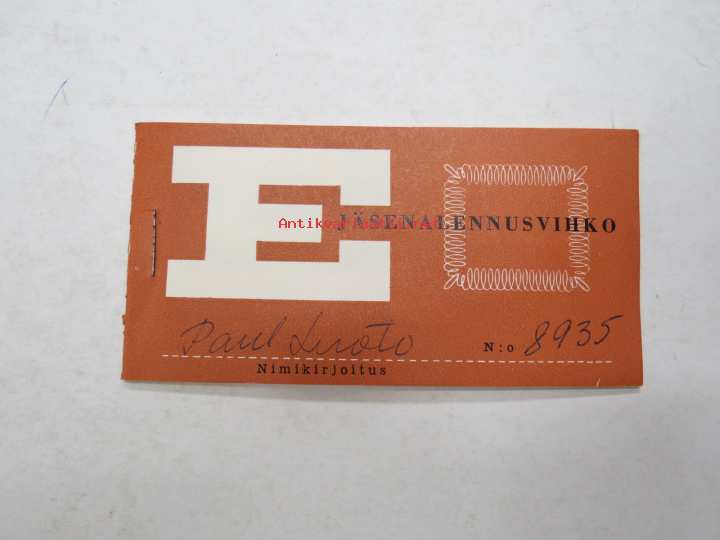 E JÄSENALENNUSVIHKO
Paul Luoto N:o 8935
Nimikirjoitus